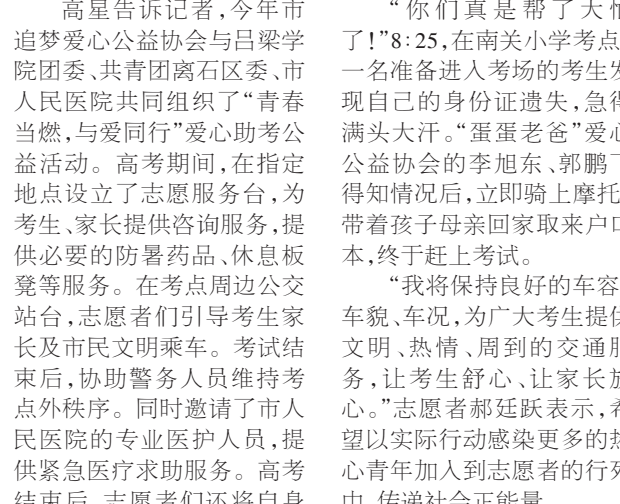 高星告诉记者,今年市
追梦爱心公益协会与吕梁学
院团委、共青团离石区委、市
人民医院共同组织了“青春
当燃,与爱同行”爱心助考公
益活动。高考期间,在指定
地点设立了志愿服务台,为
考生、家长提供咨询服务,提
供必要的防暑药品、休息板
凳等服务。在考点周边公交
站台,志愿者们引导考生家
长及市民文明乘车。考试结
束后,协助警务人员维持考
点外秩序。同时邀请了市人
民医院的专业医护人员,提
供紧急医疗求助服务。高考
结束后,志愿者们还将自身
“你们真是帮了大忙
了!”8:25,在南关小学考点
一名准备进入考场的考生发
现自己的身份证遗失,急得
满头大汗。“蛋蛋老爸”爱心
公益协会的李旭东、郭鹏飞
得知情况后,立即骑上摩托
带着孩子母亲回家取来户口
本,终于赶上考试。
“我将保持良好的车容
车貌、车况,为广大考生提供
文明、热情、周到的交通服
务,让考生舒心、让家长放
心。”志愿者郝廷跃表示,希
望以实际行动感染更多的热
心青年加入到志愿者的行列
中,传递社会正能量